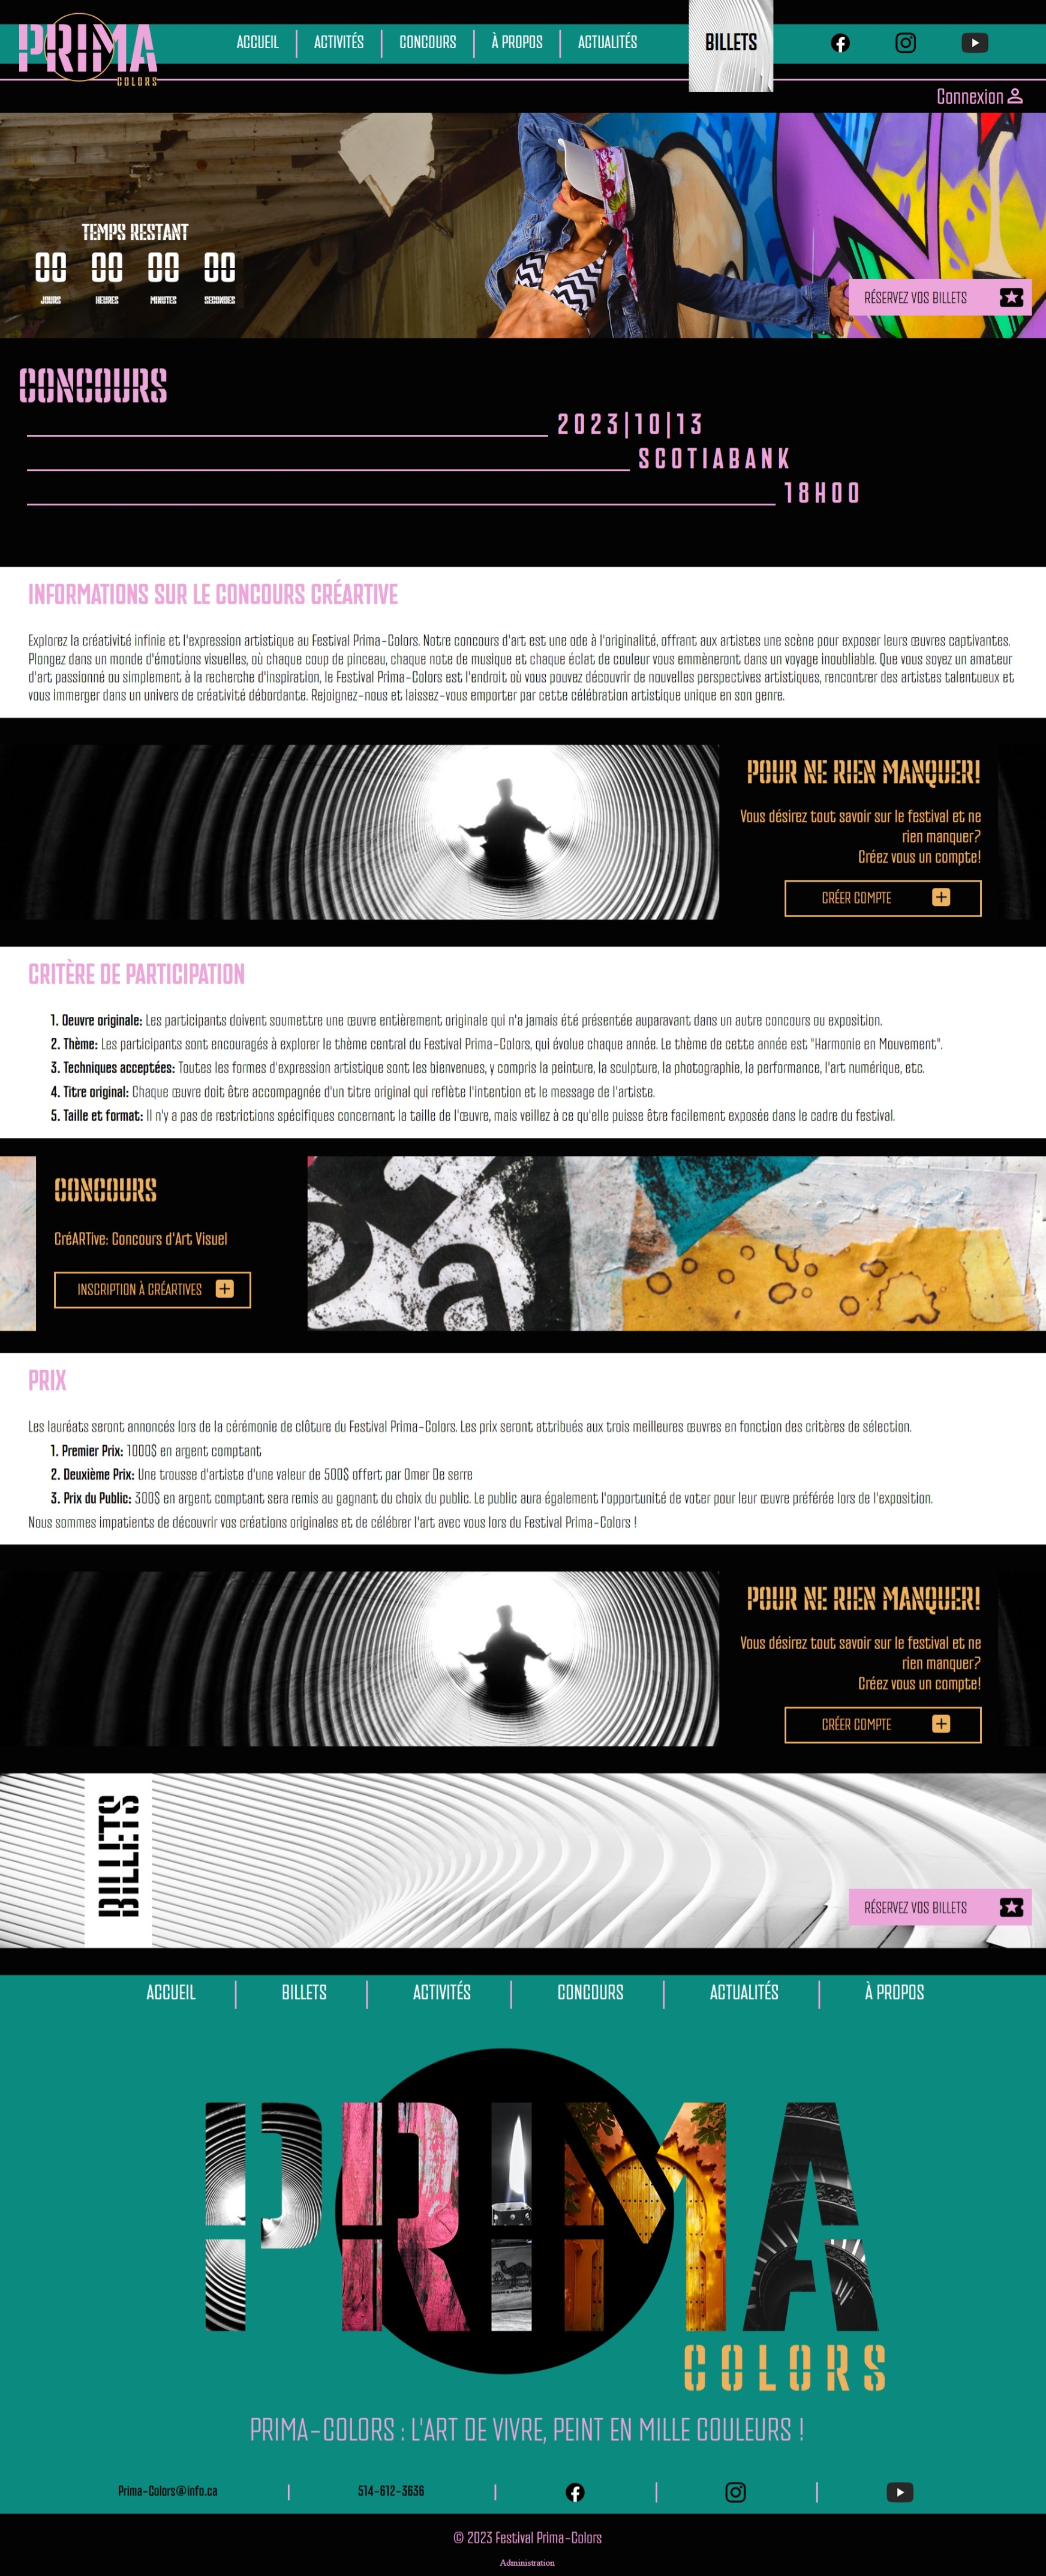 PRIMA
COLORS
ACCUEIL
ACTIVITÉS
CONCOURS
À PROPOS
ACTUALITÉS
BILLETS
Connexion
TEMPS RESTANT
00 00 00 00
JOURS HEURES MINUTES SECONDES
RÉSERVEZ VOS BILLETS
CONCOURS
2023|10|13
SCOTIABANK
18H00
INFORMATIONS SUR LE CONCOURS CRÉARTIVE
Explorez la créativité infinie et l'expression artistique au Festival Prima-Colors. Notre concours d'art est une ode à l'originalité, offrant aux artistes une scène pour exposer leurs œuvres captivantes.
Plongez dans un monde d'émotions visuelles, où chaque coup de pinceau, chaque note de musique et chaque éclat de couleur vous emmèneront dans un voyage inoubliable. Que vous soyez un amateur
d'art passionné ou simplement à la recherche d'inspiration, le Festival Prima-Colors est l'endroit où vous pouvez découvrir de nouvelles perspectives artistiques, rencontrer des artistes talentueux et
vous immerger dans un univers de créativité débordante. Rejoignez-nous et laissez-vous emporter par cette célébration artistique unique en son genre.
POUR NE RIEN MANQUER!
Vous désirez tout savoir sur le festival et ne
rien manquer?
Créez vous un compte!
CRÉER COMPTE
CRITÈRE DE PARTICIPATION
1. Oeuvre originale: Les participants doivent soumettre une œuvre entièrement originale qui n'a jamais été présentée auparavant dans un autre concours ou exposition.
2. Thème: Les participants sont encouragés à explorer le thème central du Festival Prima-Colors, qui évolue chaque année. Le thème de cette année est "Harmonie en Mouvement".
3. Techniques acceptées: Toutes les formes d'expression artistique sont les bienvenues, y compris la peinture, la sculpture, la photographie, la performance, l'art numérique, etc.
4. Titre original: Chaque œuvre doit être accompagnée d'un titre original qui reflète l'intention et le message de l'artiste.
5. Taille et format: Il n'y a pas de restrictions spécifiques concernant la taille de l'œuvre, mais veillez à ce qu'elle puisse être facilement exposée dans le cadre du festival.
CONCOURS
CréARTive: Concours d'Art Visuel
INSCRIPTION À CRÉARTIVES
a
PRIX
Les lauréats seront annoncés lors de la cérémonie de clôture du Festival Prima-Colors. Les prix seront attribués aux trois meilleures œuvres en fonction des critères de sélection.
1. Premier Prix: 1000$ en argent comptant
2. Deuxième Prix: Une trousse d'artiste d'une valeur de 500$ offert par Omer De serre
3. Prix du Public: 300$ en argent comptant sera remis au gagnant du choix du public. Le public aura également l'opportunité de voter pour leur œuvre préférée lors de l'exposition.
Nous sommes impatients de découvrir vos créations originales et de célébrer l'art avec vous lors du Festival Prima-Colors !
POUR NE RIEN MANQUER!
Vous désirez tout savoir sur le festival et ne
rien manquer?
Créez vous un compte!
CRÉER COMPTE
BILLETS
RÉSERVEZ VOS BILLETS
ACCUEIL
BILLETS
ACTIVITÉS
CONCOURS
ACTUALITÉS
À PROPOS
PRIMA
COLORS
PRIMA-COLORS : L'ART DE VIVRE, PEINT EN MILLE COULEURS !
Prima-Colors@info.ca
514-612-3636
© 2023 Festival Prima-Colors
Administration